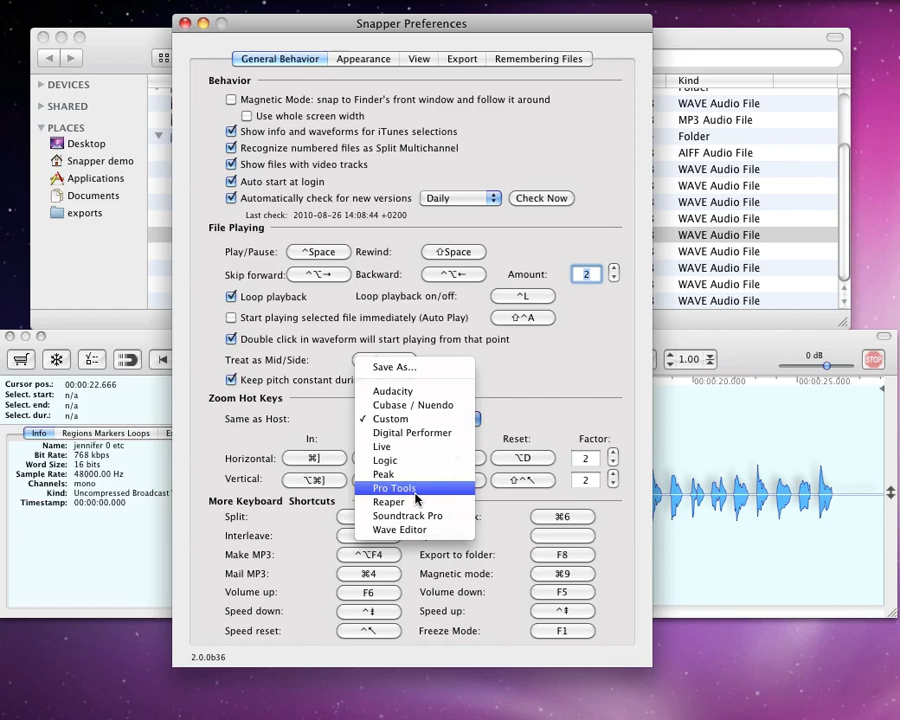 Snapper Preferences
General Behavior Appearance View Export Remembering Files
Behavior
Magnetic Mode: snap to Finder's front window and follow it around
Use whole screen width
Show info and waveforms for iTunes selections
Recognize numbered files as Split Multichannel
Show files with video tracks
Auto start at login
Automatically check for new versions Daily Check Now
Last check: 2010-08-26 14:08:44 +0200
File Playing
Play/Pause: ^Space Rewind: ⇧Space
Skip forward: ^⌥→ Backward: ^⌥← Amount: 2
Loop playback Loop playback on/off: ^L
Start playing selected file immediately (Auto Play) ⇧^A
Double click in waveform will start playing from that point
Treat as Mid/Side:
Keep pitch constant duri
Zoom Hot Keys
Same as Host:
In: Reset: Factor:
Horizontal: ⌘] ⌥D 2
Vertical: ⌥⌘] ⇧^↖ 2
More Keyboard Shortcuts
Split: k: ⌘6
Interleave:
Make MP3: ^⌥F4 Export to folder: F8
Mail MP3: ⌘4 Magnetic mode: ⌘9
Volume up: F6 Volume down: F5
Speed down: ^⇟ Speed up: ^⇞
Speed reset: ^↖ Freeze Mode: F1
2.0.0b36
Save As...
Audacity
Cubase / Nuendo
✓ Custom
Digital Performer
Live
Logic
Peak
Pro Tools
Reaper
Soundtrack Pro
Wave Editor
DEVICES
SHARED
PLACES
Desktop
Snapper demo
Applications
Documents
exports
Kind
Folder
WAVE Audio File
MP3 Audio File
Folder
AIFF Audio File
WAVE Audio File
WAVE Audio File
WAVE Audio File
WAVE Audio File
WAVE Audio File
WAVE Audio File
WAVE Audio File
WAVE Audio File
WAVE Audio File
1.00 0 dB STOP
Cursor pos.: 00:00:22.666
Select. start: n/a
Select. end: n/a
Select. dur.: n/a
00:00:20.000 00:00:25.000
Info Regions Markers Loops E
Name: jennifer 0 etc
Bit Rate: 768 kbps
Word Size: 16 bits
Sample Rate: 48000.00 Hz
Channels: mono
Kind: Uncompressed Broadcast
Timestamp: 00:00:00.000